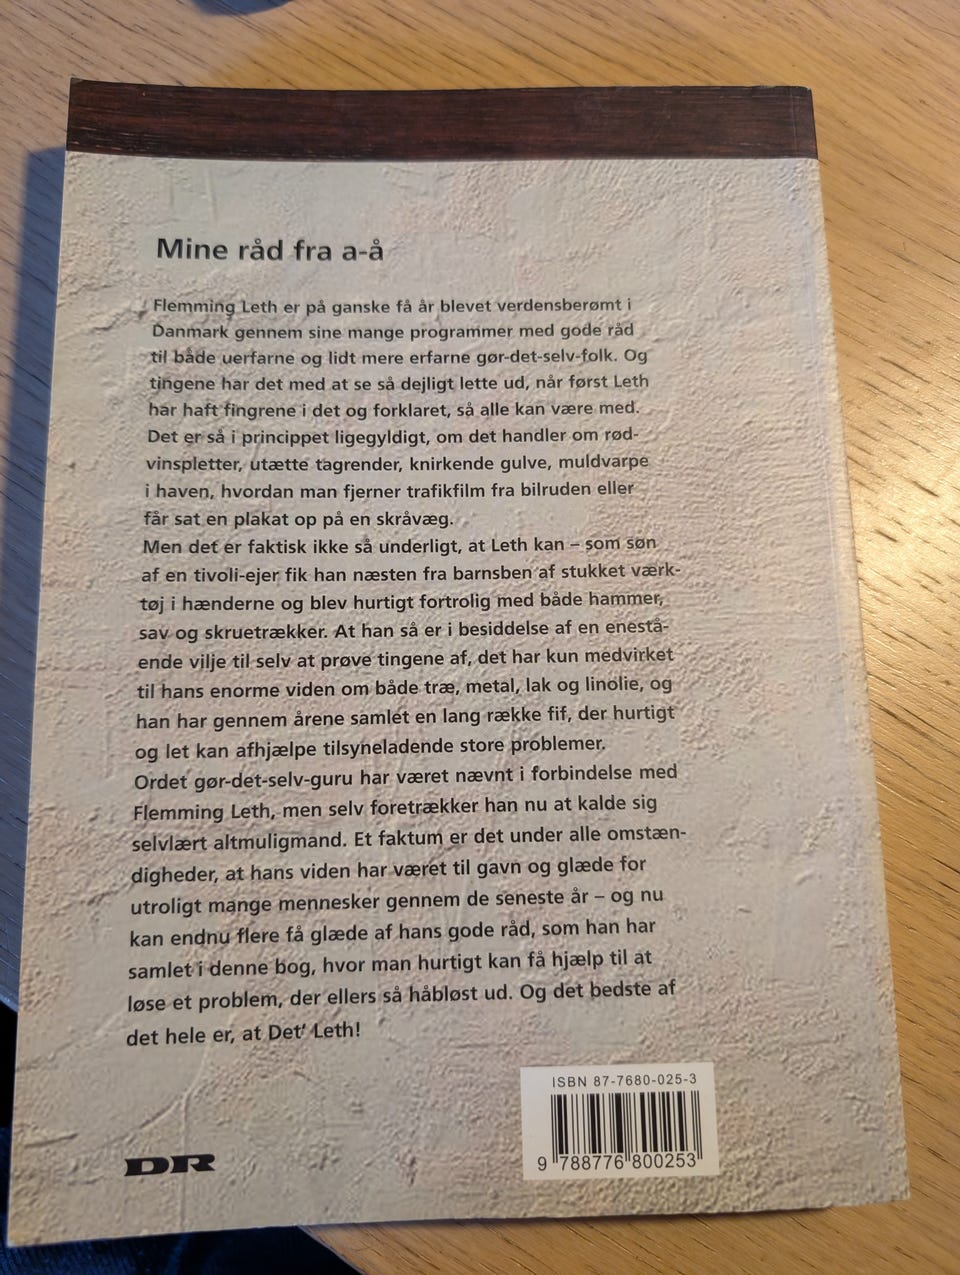 Mine råd fra a-å
Flemming Leth er på ganske få år blevet verdensberømt i
Danmark gennem sine mange programmer med gode råd
til både uerfarne og lidt mere erfarne gør-det-selv-folk. Og
tingene har det med at se så dejligt lette ud, når først Leth
har haft fingrene i det og forklaret, så alle kan være med.
Det er så i princippet ligegyldigt, om det handler om rød-
vinspletter, utætte tagrender, knirkende gulve, muldvarpe
i haven, hvordan man fjerner trafikfilm fra bilruden eller
får sat en plakat op på en skråvæg.
Men det er faktisk ikke så underligt, at Leth kan – som søn
af en tivoli-ejer fik han næsten fra barnsben af stukket værk-
tøj i hænderne og blev hurtigt fortrolig med både hammer,
sav og skruetrækker. At han så er i besiddelse af en enestå-
ende vilje til selv at prøve tingene af, det har kun medvirket
til hans enorme viden om både træ, metal, lak og linolie, og
han har gennem årene samlet en lang række fif, der hurtigt
og let kan afhjælpe tilsyneladende store problemer.
Ordet gør-det-selv-guru har været nævnt i forbindelse med
Flemming Leth, men selv foretrækker han nu at kalde sig
selvlært altmuligmand. Et faktum er det under alle omstæn-
digheder, at hans viden har været til gavn og glæde for
utroligt mange mennesker gennem de seneste år – og nu
kan endnu flere få glæde af hans gode råd, som han har
samlet i denne bog, hvor man hurtigt kan få hjælp til at
løse et problem, der ellers så håbløst ud. Og det bedste af
det hele er, at Det' Leth!
ISBN 87-7680-025-3
9 788776 800253
DR